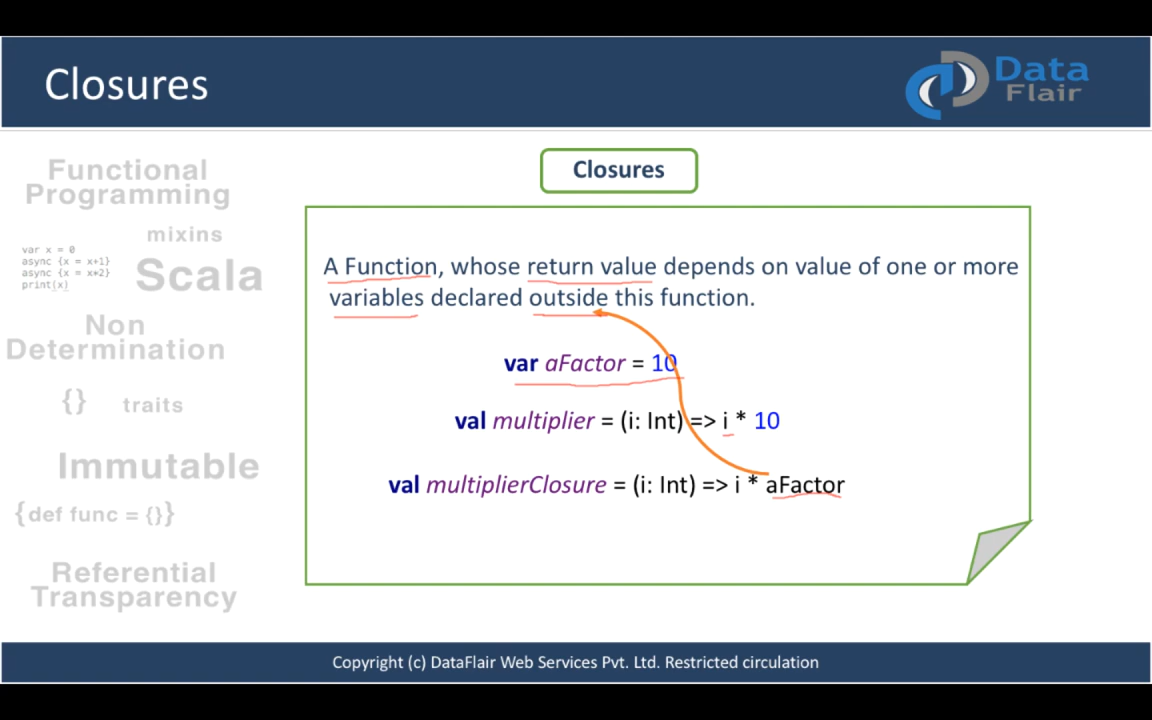 Closures
Data
Flair
Functional
Programming
mixins
var x = 0
async {x = x+1}
async {x = x*2}
print(x)
Scala
Non
Determination
{} traits
Immutable
{def func = {}}
Referential
Transparency
Closures
A Function, whose return value depends on value of one or more
variables declared outside this function.
var aFactor = 10
val multiplier = (i: Int) => i * 10
val multiplierClosure = (i: Int) => i * aFactor
Copyright (c) DataFlair Web Services Pvt. Ltd. Restricted circulation